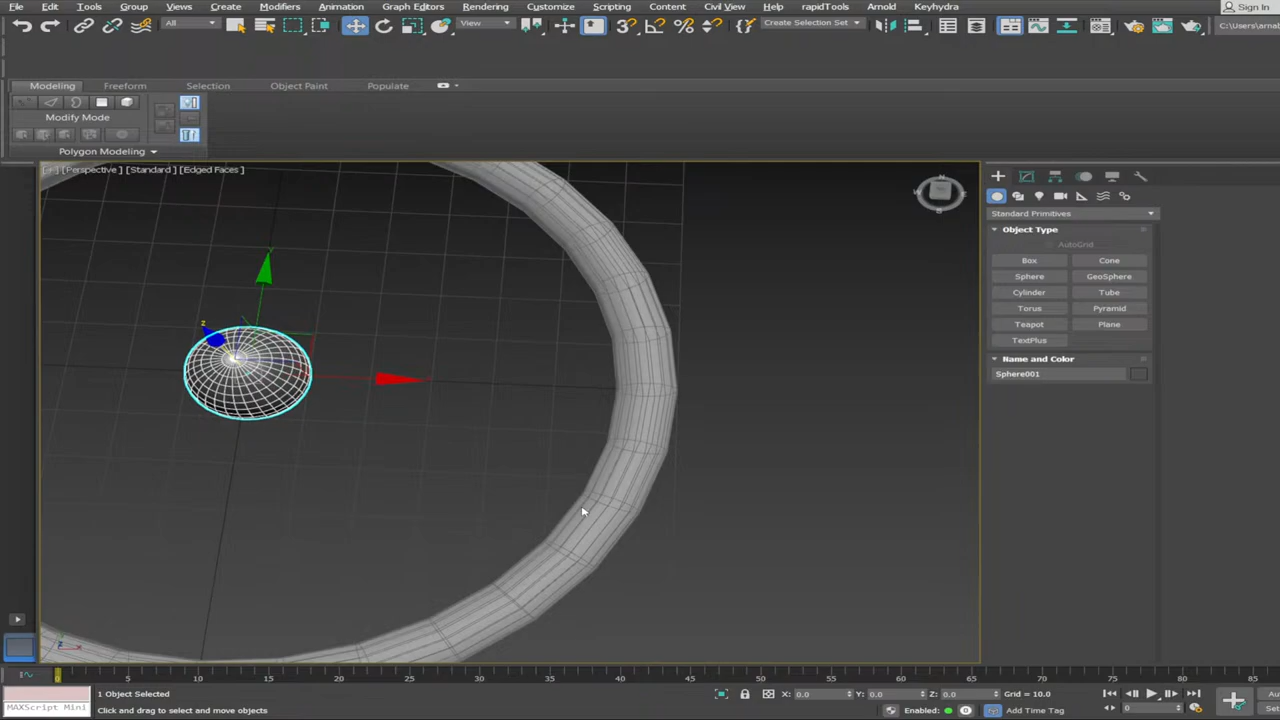 File Edit Tools Group Views Create Modifiers Animation Graph Editors Rendering Customize Scripting Civil View Content rapidTools Help Arnold Keyhydra Sign In
All View Create Selection Set C:\Users\arnab
Modeling Freeform Selection Object Paint Populate
Modify Mode
Polygon Modeling
[+] [Perspective] [Standard] [Edged Faces]
Standard Primitives
Object Type
AutoGrid
Box Cone
Sphere GeoSphere
Cylinder Tube
Torus Pyramid
Teapot Plane
TextPlus
Name and Color
Sphere001
0 5 10 15 20 25 30 35 40 45 50 55 60 65 70 75 80 85
1 Object Selected X: 0.0 Y: 0.0 Z: 0.0 Grid = 10.0
MAXScript Mini Click and drag to select and move objects Enabled: Add Time Tag 0